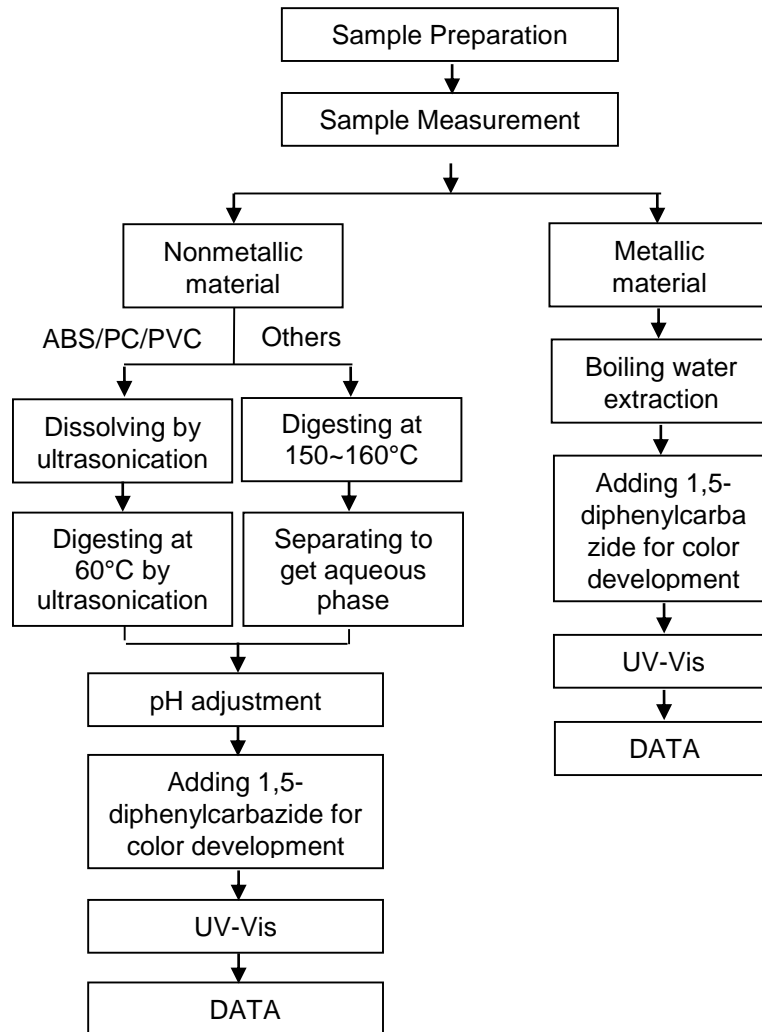 Sample Preparation
Sample Measurement
Nonmetallic
material
Metallic
material
ABS/PC/PVC
Others
Boiling water
extraction
Dissolving by
ultrasonication
Digesting at
150~160°C
Adding 1,5-
diphenylcarba
zide for color
development
Digesting at
60°C by
ultrasonication
Separating to
get aqueous
phase
UV-Vis
pH adjustment
DATA
Adding 1,5-
diphenylcarbazide for
color development
UV-Vis
DATA